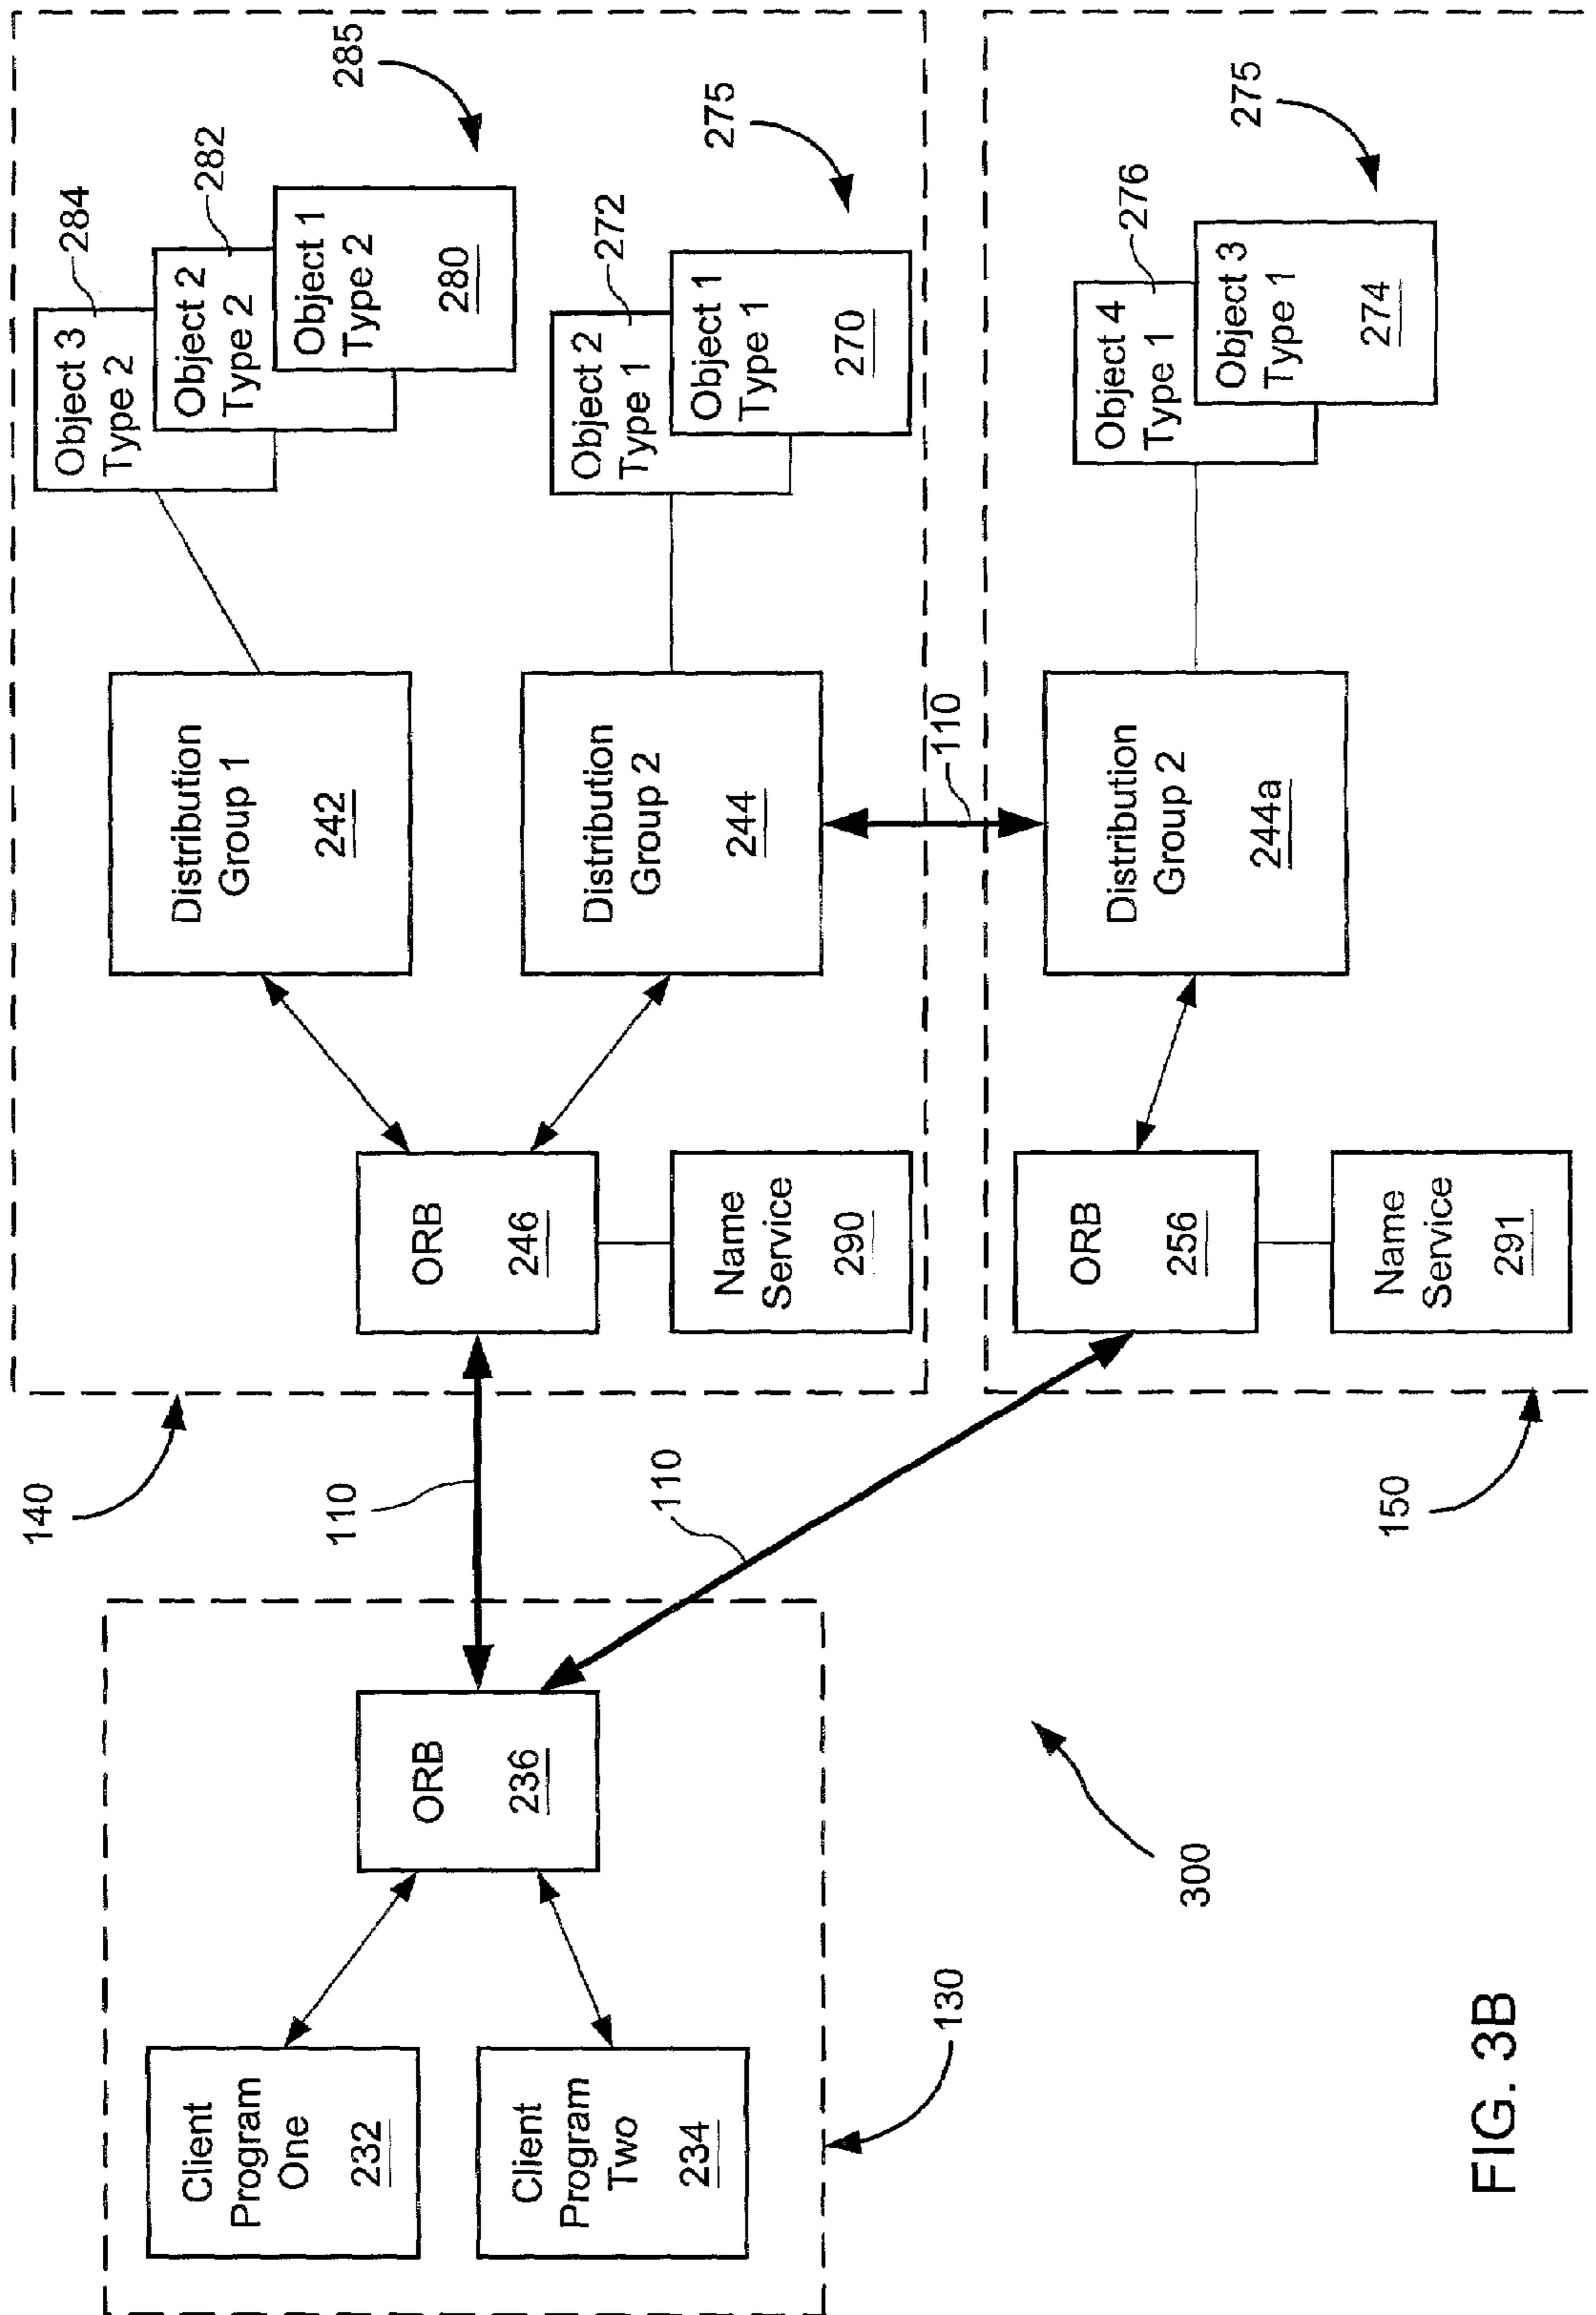 Client
Program
One
232
Client
Program
Two
234
130
ORB
236
110
110
300
140
ORB
246
Name
Service
290
Distribution
Group 1
242
Distribution
Group 2
244
110
Object 3
Type 2
284
Object 2
Type 2
282
Object 1
Type 2
280
285
Object 2
Type 1
272
Object 1
Type 1
270
275
150
ORB
256
Name
Service
291
Distribution
Group 2
244a
Object 4
Type 1
276
Object 3
Type 1
274
275
FIG. 3B